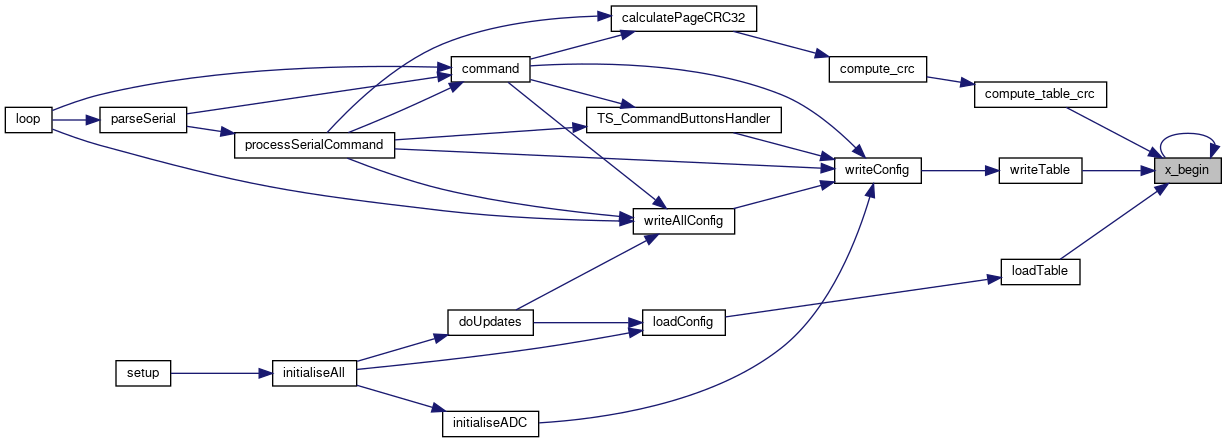 calculatePageCRC32
command
compute_crc
compute_table_crc
loop
parseSerial
TS_CommandButtonsHandler
processSerialCommand
writeConfig
writeTable
x_begin
writeAllConfig
loadTable
doUpdates
loadConfig
setup
initialiseAll
initialiseADC